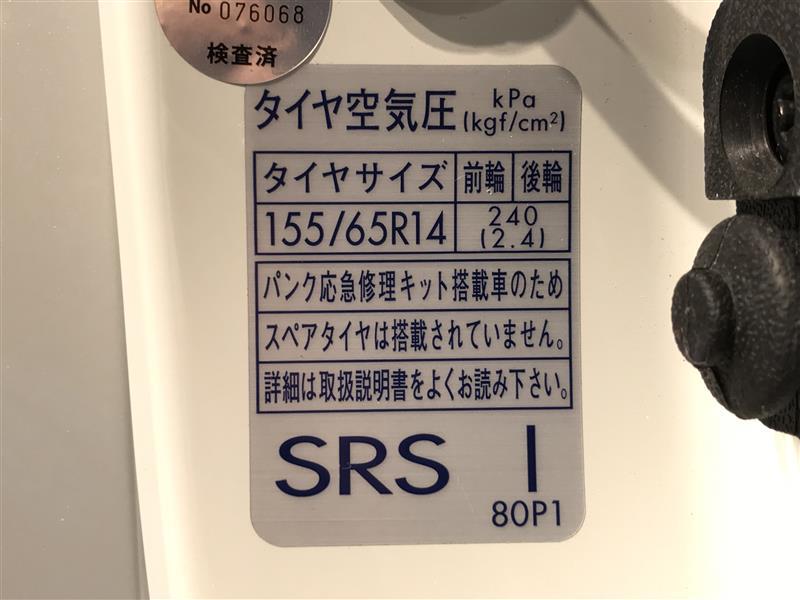 No 076068
検査済
タイヤ空気圧 kPa
(kgf/cm²)
タイヤサイズ 前輪 後輪
155/65R14 240
(2.4)
パンク応急修理キット搭載車のため
スペアタイヤは搭載されていません。
詳細は取扱説明書をよくお読み下さい。
SRS I
80P1